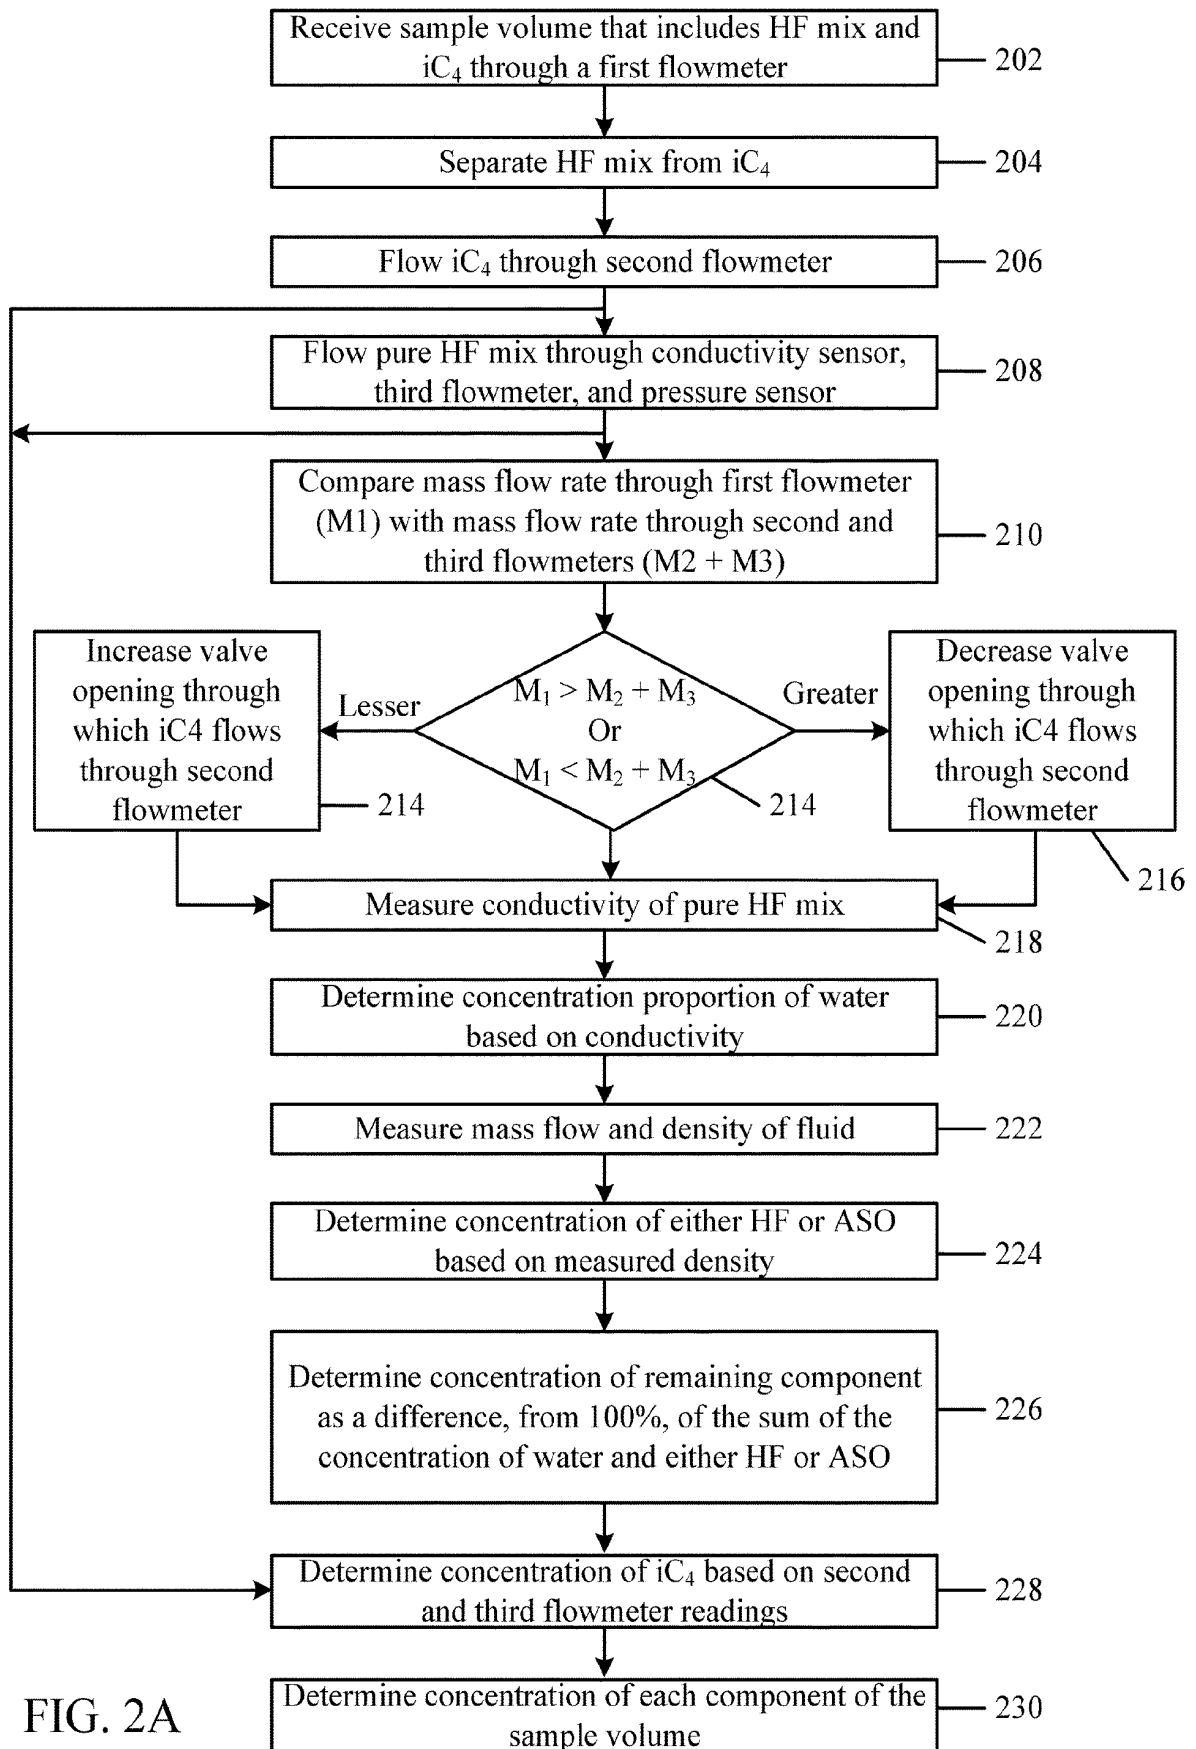 Receive sample volume that includes HF mix and
iC₄ through a first flowmeter
202
Separate HF mix from iC₄
204
Flow iC₄ through second flowmeter
206
Flow pure HF mix through conductivity sensor,
third flowmeter, and pressure sensor
208
Compare mass flow rate through first flowmeter
(M1) with mass flow rate through second and
third flowmeters (M2 + M3)
210
Increase valve
opening through
which iC4 flows
through second
flowmeter
214
Lesser
M₁ > M₂ + M₃
Or
M₁ < M₂ + M₃
214
Greater
Decrease valve
opening through
which iC4 flows
through second
flowmeter
216
Measure conductivity of pure HF mix
218
Determine concentration proportion of water
based on conductivity
220
Measure mass flow and density of fluid
222
Determine concentration of either HF or ASO
based on measured density
224
Determine concentration of remaining component
as a difference, from 100%, of the sum of the
concentration of water and either HF or ASO
226
Determine concentration of iC₄ based on second
and third flowmeter readings
228
Determine concentration of each component of the
sample volume
230
FIG. 2A